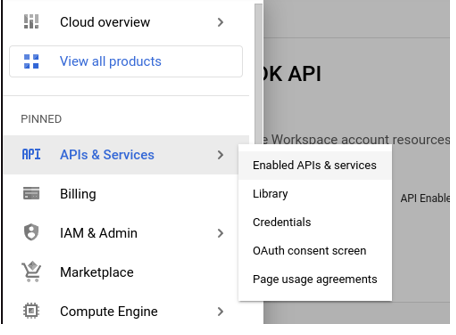 Cloud overview
View all products
OK API
PINNED
e Workspace account resources
API APIs & Services
Enabled APIs & services
Billing
Library
API Enable
Credentials
IAM & Admin
OAuth consent screen
Marketplace
Page usage agreements
Compute Engine